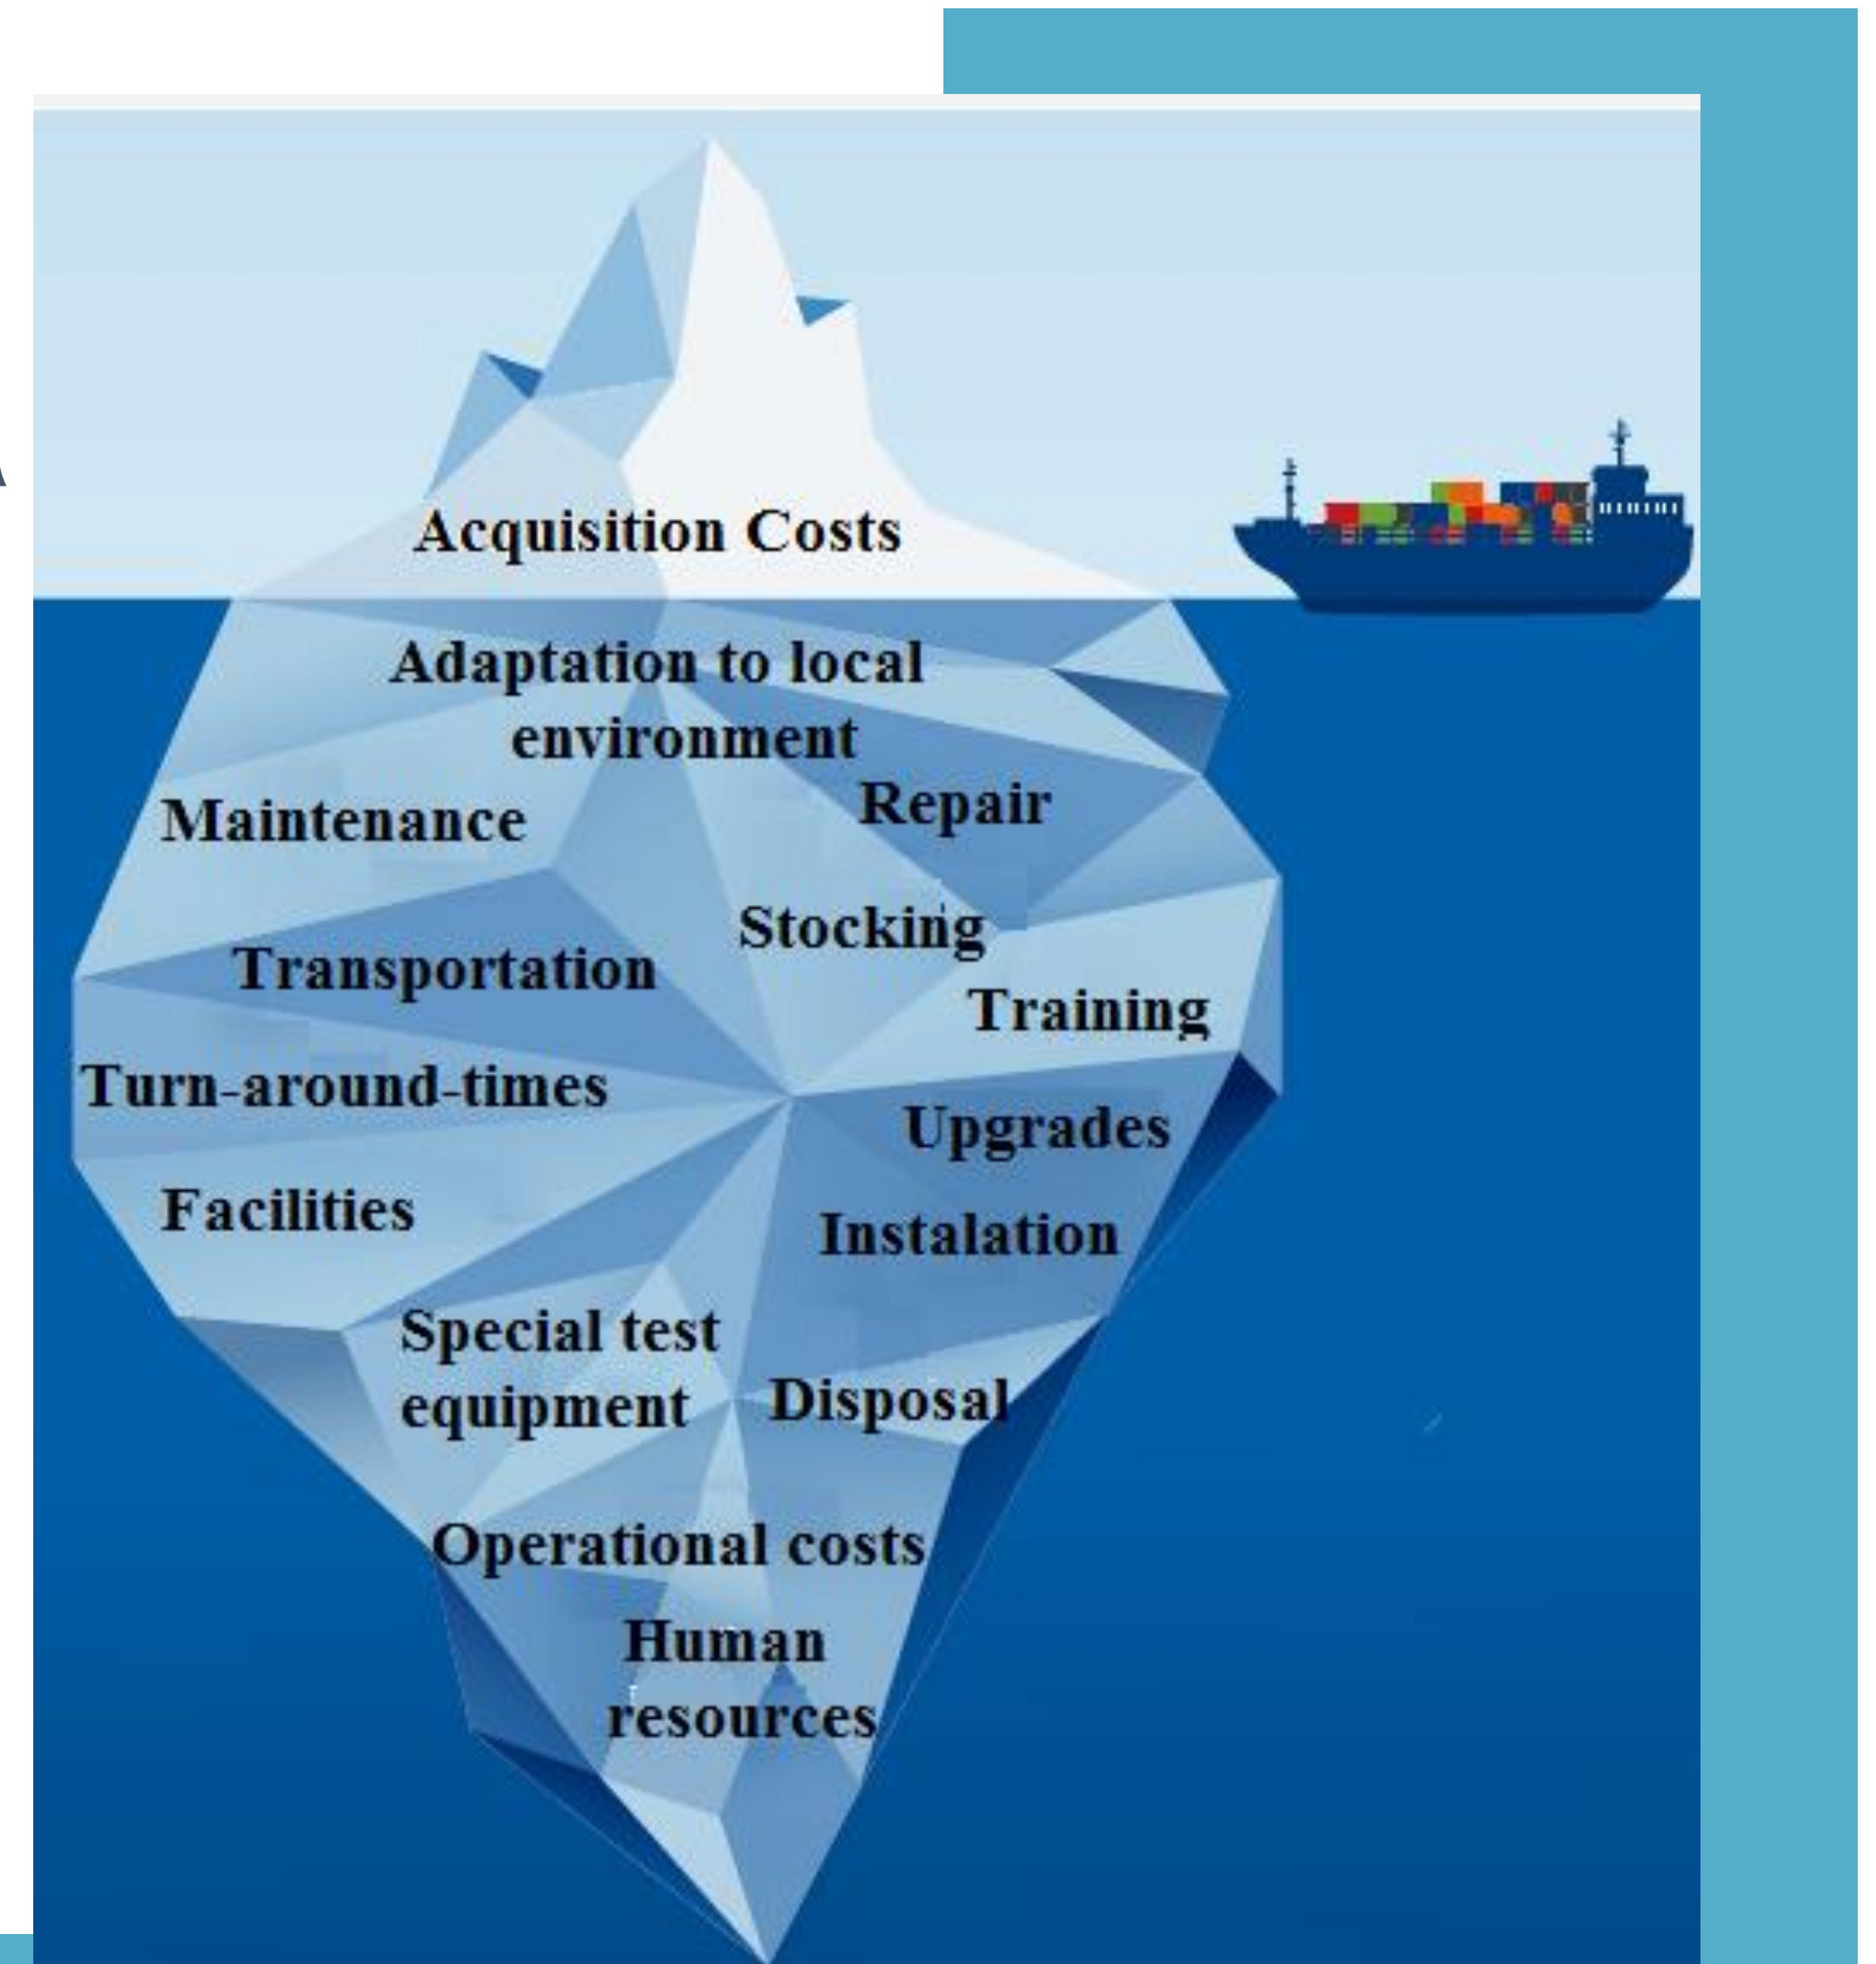 Acquisition Costs
Adaptation to local
environment
Repair
Maintenance
Stocking
Transportation
Training
Turn-around-times
Upgrades
Facilities
Instalation
Special test
equipment
Disposal
Operational costs
Human
resources